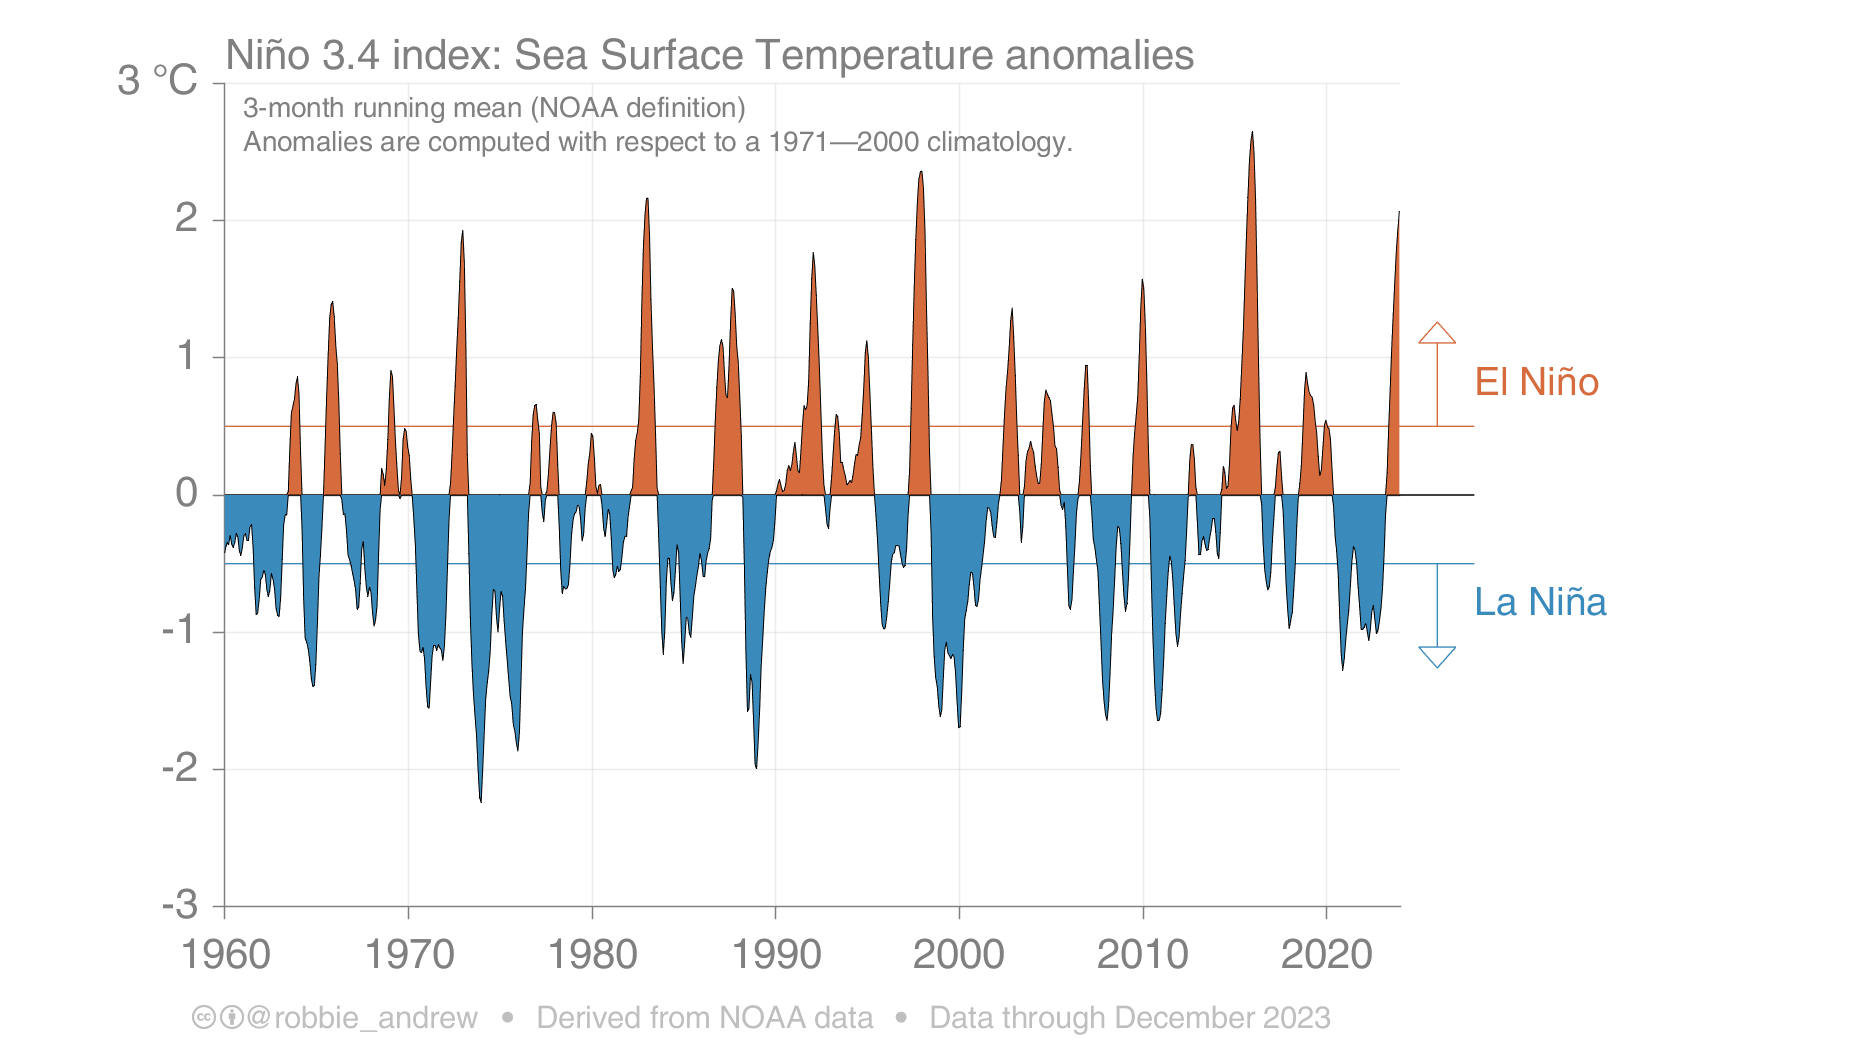 Niño 3.4 index: Sea Surface Temperature anomalies
3 °C
3-month running mean (NOAA definition)
Anomalies are computed with respect to a 1971—2000 climatology.
2
1
El Niño
0
La Niña
-1
-2
-3
1960 1970 1980 1990 2000 2010 2020
cc @robbie_andrew • Derived from NOAA data • Data through December 2023